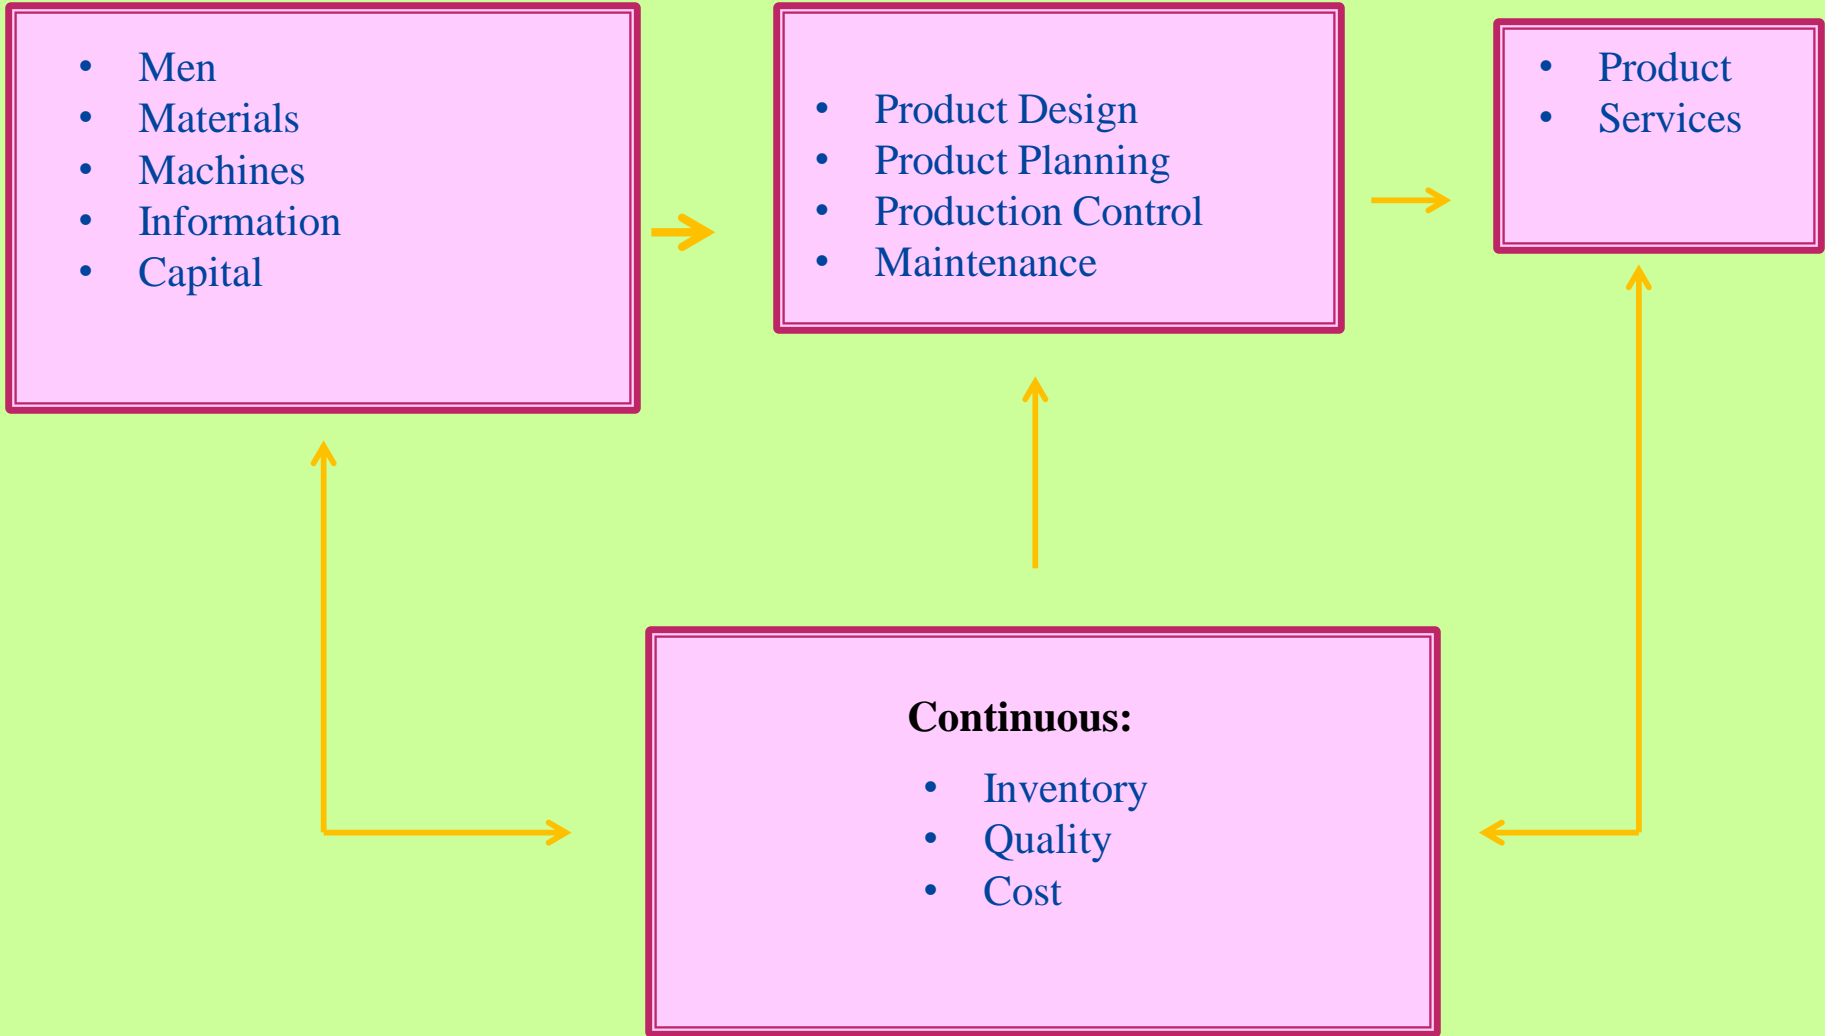 • Men
• Materials
• Machines
• Information
• Capital
• Product Design
• Product Planning
• Production Control
• Maintenance
• Product
• Services
Continuous:
• Inventory
• Quality
• Cost